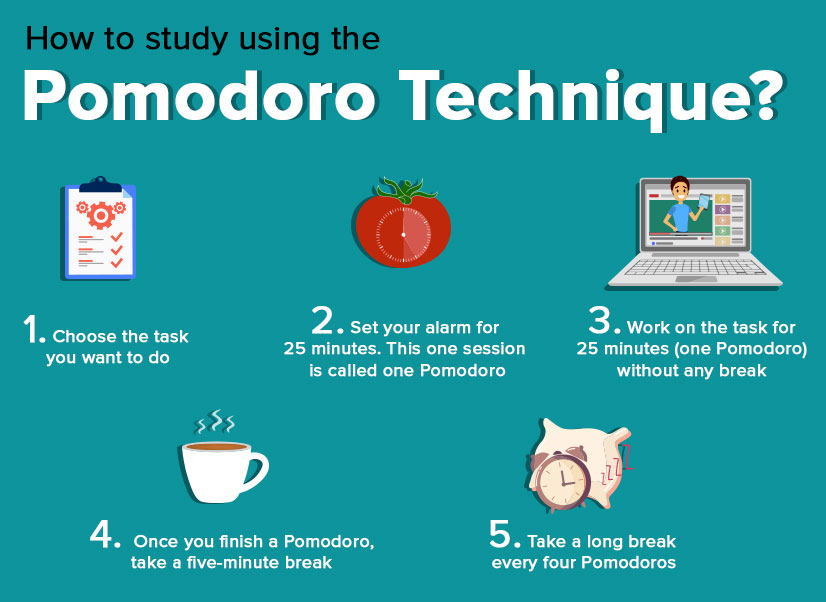 How to study using the
Pomodoro Technique?
1. Choose the task
you want to do
2. Set your alarm for
25 minutes. This one session
is called one Pomodoro
3. Work on the task for
25 minutes (one Pomodoro)
without any break
4. Once you finish a Pomodoro,
take a five-minute break
zzzz
5. Take a long break
every four Pomodoros